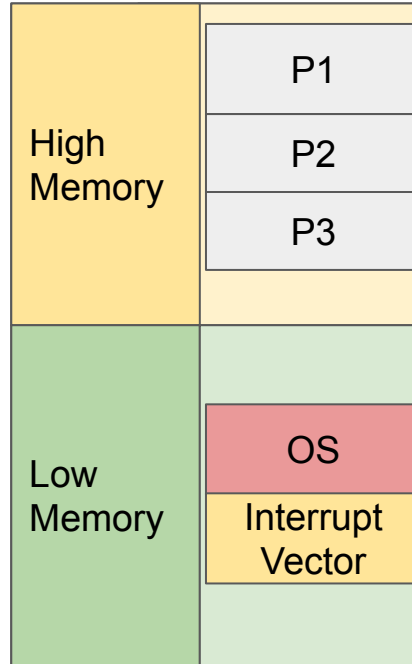 High
Memory
P1
P2
P3
Low
Memory
OS
Interrupt
Vector